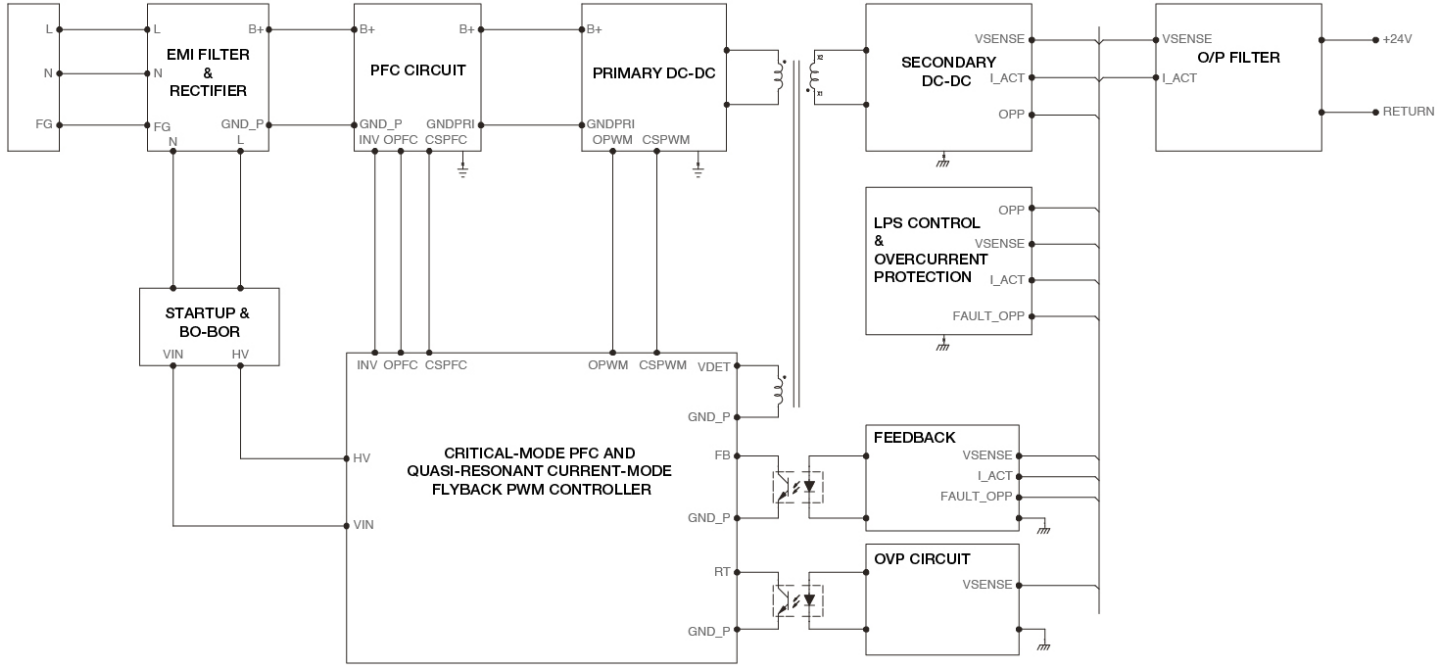 L
N
FG
L
N
FG
B+
GND_P
N
L
EMI FILTER
&
RECTIFIER
B+
GND_P
B+
GNDPRI
INV OPFC CSPFC
PFC CIRCUIT
B+
GNDPRI
OPWM CSPWM
PRIMARY DC-DC
X2
X1
SECONDARY
DC-DC
VSENSE
I_ACT
OPP
VSENSE
I_ACT
O/P FILTER
+24V
RETURN
LPS CONTROL
&
OVERCURRENT
PROTECTION
OPP
VSENSE
I_ACT
FAULT_OPP
STARTUP &
BO-BOR
VIN HV
INV OPFC CSPFC OPWM CSPWM VDET
GND_P
FB
GND_P
RT
GND_P
HV
VIN
CRITICAL-MODE PFC AND
QUASI-RESONANT CURRENT-MODE
FLYBACK PWM CONTROLLER
FEEDBACK
VSENSE
I_ACT
FAULT_OPP
OVP CIRCUIT
VSENSE